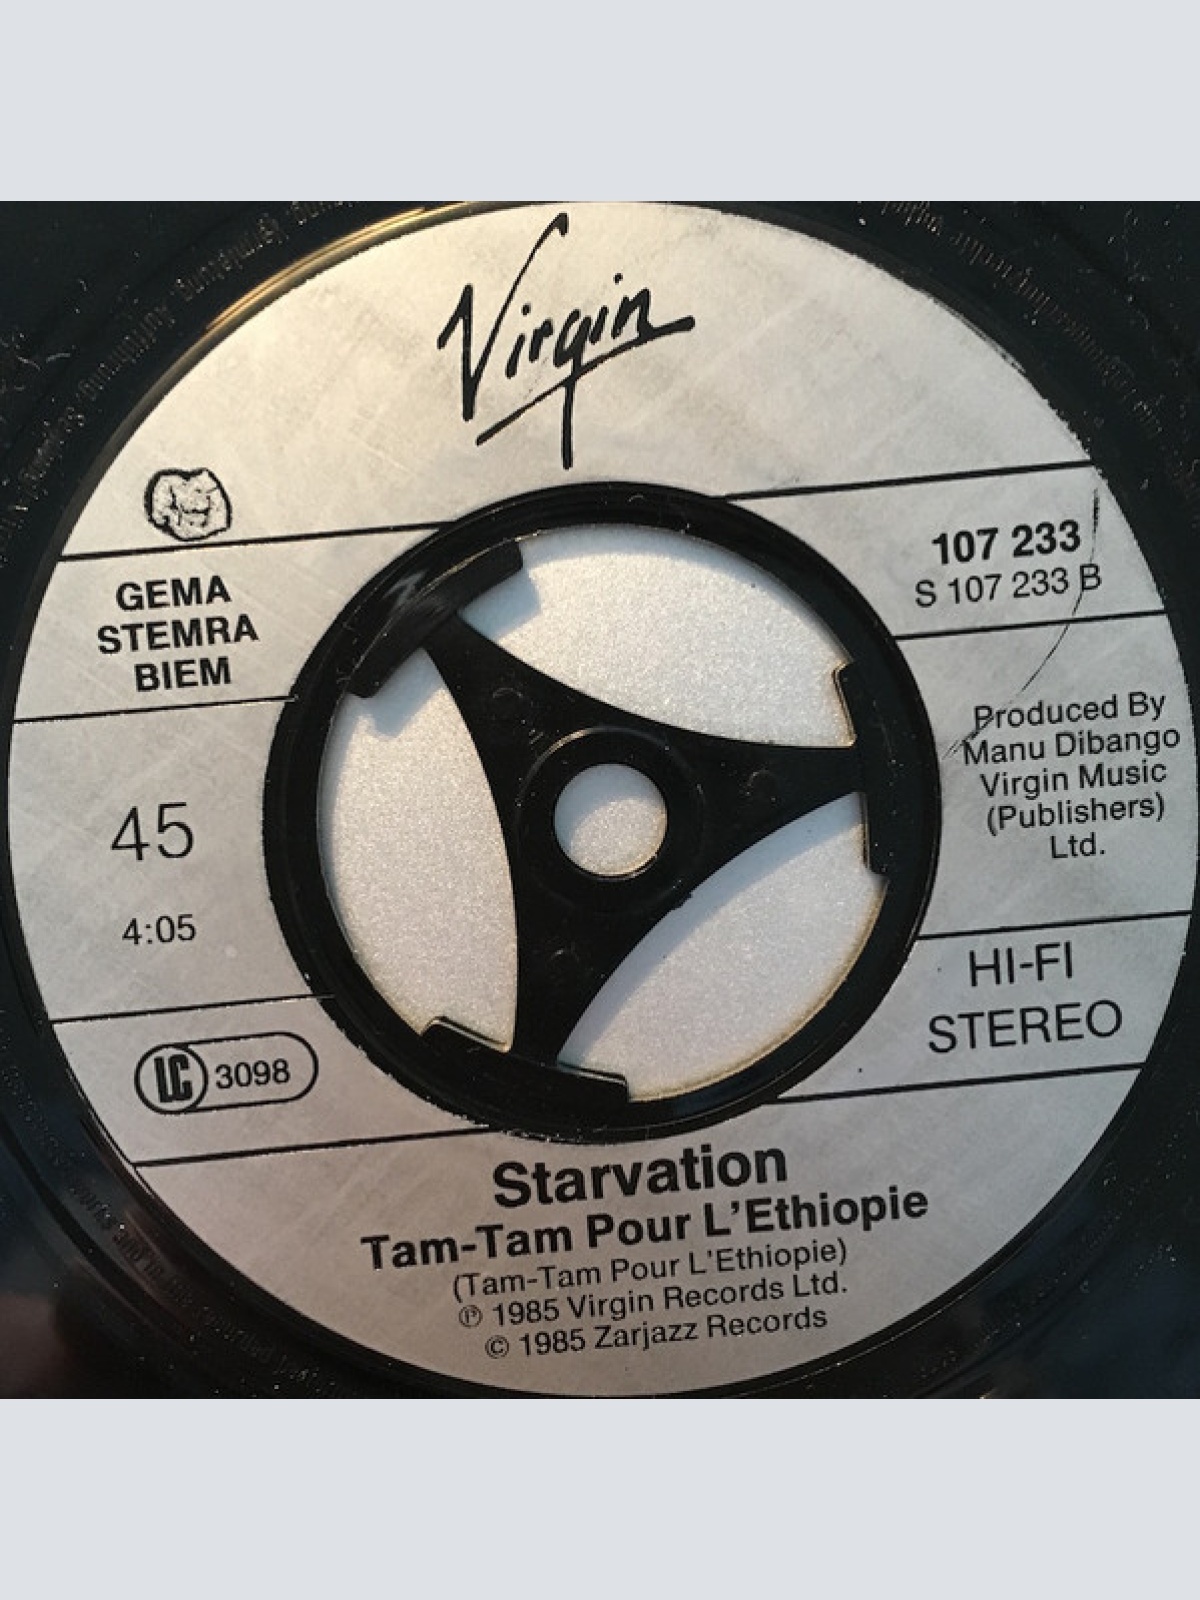 Virgin
GEMA
STEMRA
BIEM
107 233
S 107 233 B
Produced By
Manu Dibango
Virgin Music
(Publishers)
Ltd.
45
4:05
HI-FI
STEREO
LC 3098
Starvation
Tam-Tam Pour L'Ethiopie
(Tam-Tam Pour L'Ethiopie)
℗ 1985 Virgin Records Ltd.
© 1985 Zarjazz Records